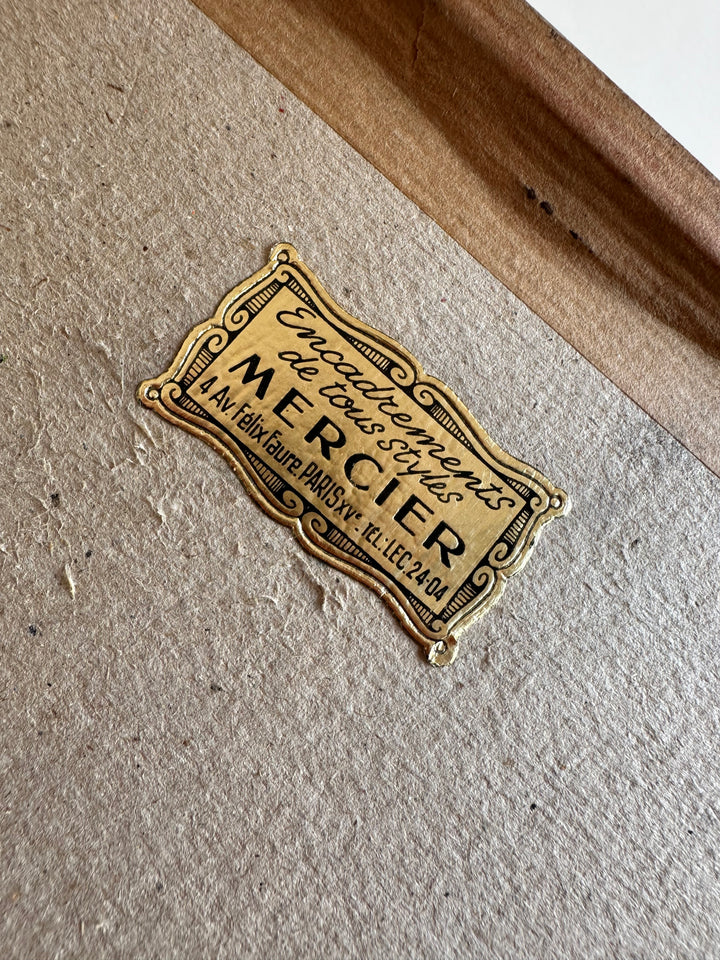 Encadrements
de tous styles
MERCIER
4 Av. Félix Faure. PARIS XVe. TEL: LEC. 24-04